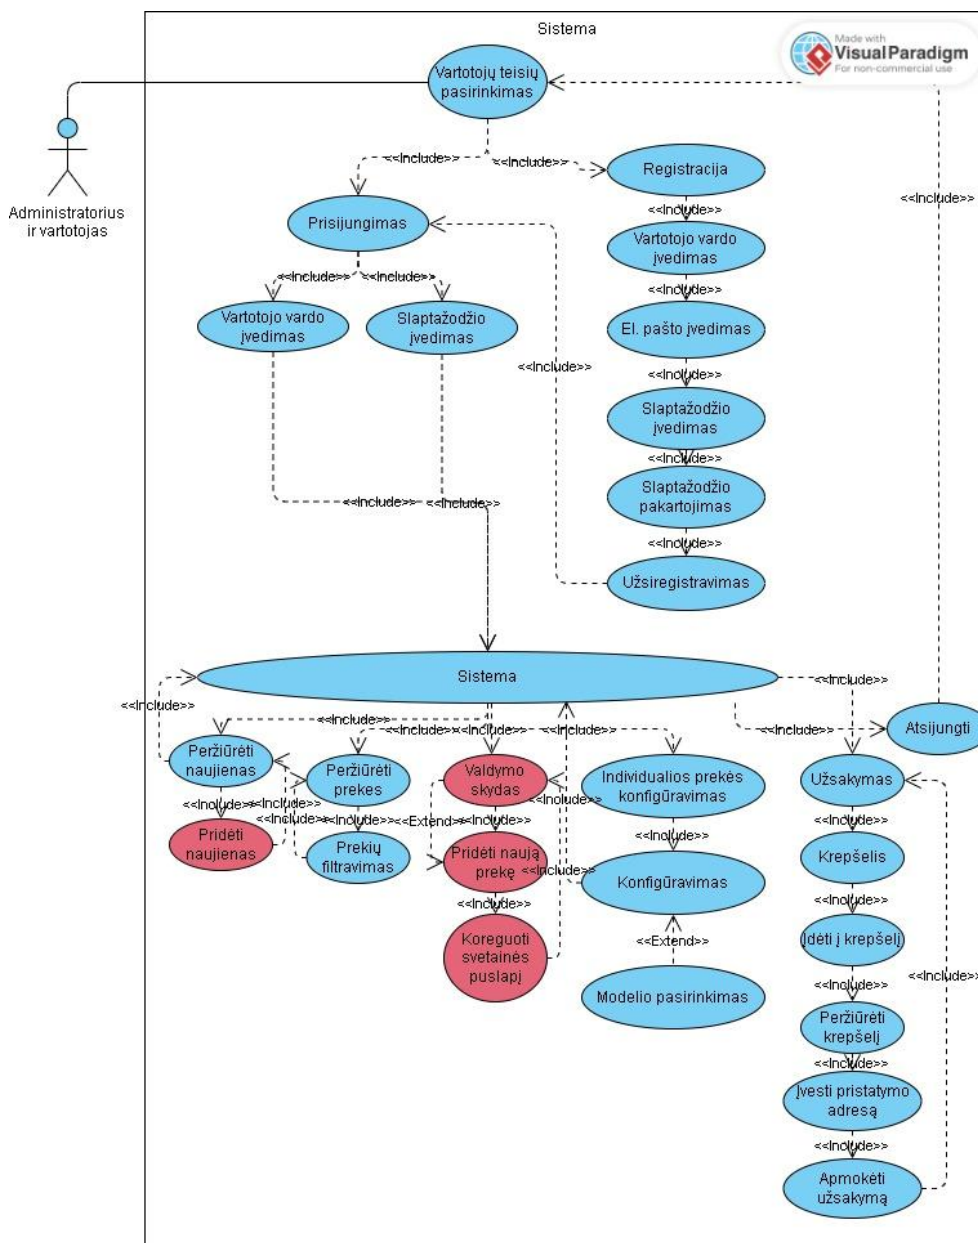 Sistema
Made with
Visual Paradigm
For non-commercial use
Vartotojų teisių
pasirinkimas
Administratorius
ir vartotojas
<<Include>>
<<Include>>
Registracija
<<Include>>
<<Include>>
Prisijungimas
Vartotojo vardo
įvedimas
<<Include>>
<<Include>>
<<Include>>
Vartotojo vardo
įvedimas
Slaptažodžio
įvedimas
El. pašto įvedimas
<<Include>>
<<Include>>
Slaptažodžio
įvedimas
<<Include>>
Slaptažodžio
pakartojimas
<<Include>>
<<Include>>
<<Include>>
Užsiregistravimas
Sistema
<<Include>>
<<Include>>
<<Include>>
<<Include>>
<<Include>>
<<Include>>
<<Include>>
Atsijungti
Peržiūrėti
naujienas
Peržiūrėti
prekes
Valdymo
skydas
Individualios prekės
konfigūravimas
Užsakymas
<<Include>>
<<Include>>
<<Include>>
<<Include>>
<<Extend>>
<<Include>>
<<Include>>
<<Include>>
<<Include>>
Pridėti
naujienas
Prekių
filtravimas
Pridėti naują
prekę
<<Include>>
Krepšelis
Konfigūravimas
<<Include>>
<<Include>>
Koreguoti
svetainės
puslapį
<<Extend>>
Įdėti į krepšelį
<<Include>>
<<Include>>
Modelio pasirinkimas
Peržiūrėti
krepšelį
<<Include>>
Įvesti pristatymo
adresą
<<Include>>
Apmokėti
užsakymą